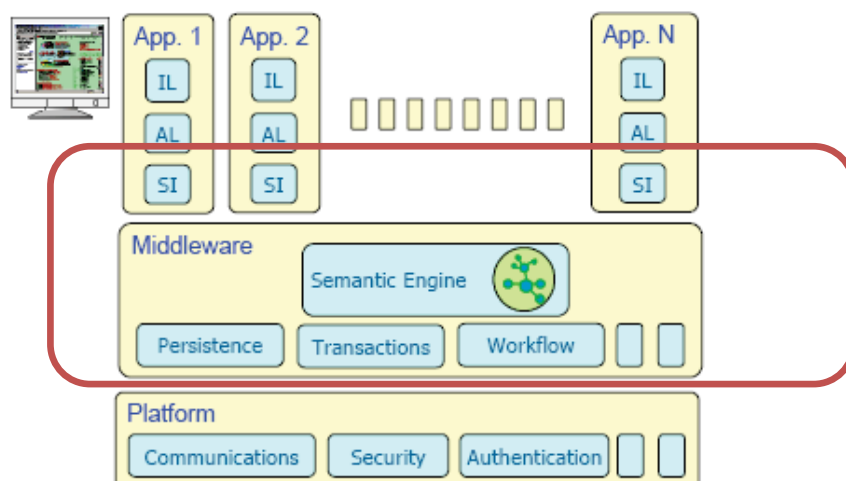 App. 1 App. 2 App. N
IL IL IL
AL AL AL
SI SI SI
Middleware
Semantic Engine
Persistence Transactions Workflow
Platform
Communications Security Authentication